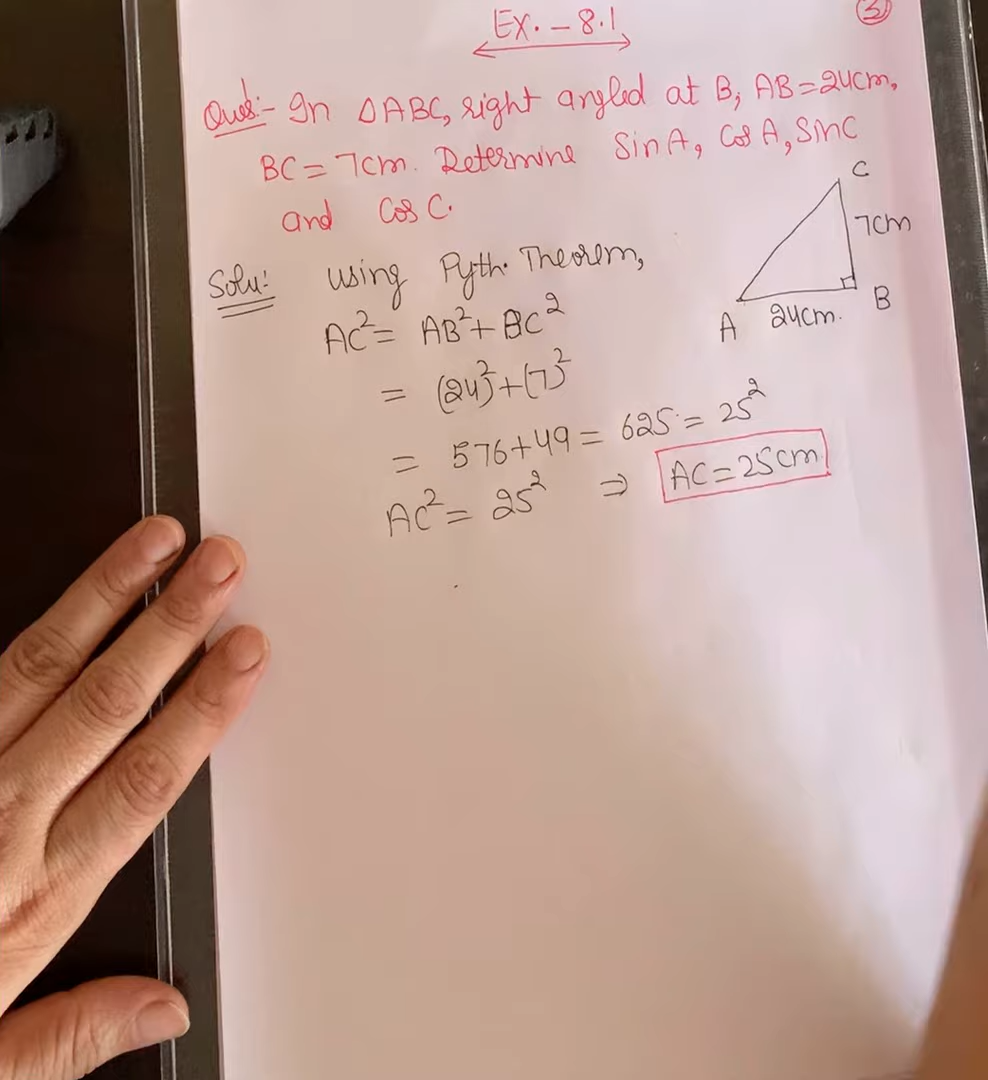 Ex. - 8.1
3
Ques:- In △ABC, right angled at B, AB = 24cm,
BC = 7cm. Determine Sin A, Cos A, Sin C
and Cos C.
C
7cm
B
A 24cm.
Solu:- using Pyth. Theorem,
AC² = AB² + BC²
= (24)² + (7)²
= 576 + 49 = 625 = 25²
AC² = 25² ⇒ AC = 25cm